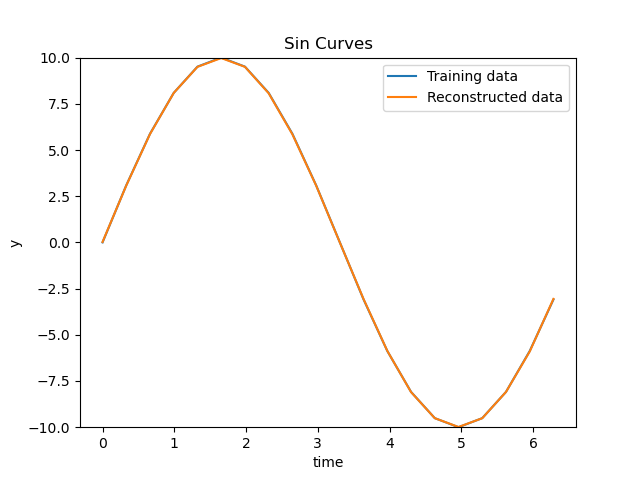 Sin Curves
Training data
Reconstructed data
10.0
7.5
5.0
2.5
0.0
−2.5
−5.0
−7.5
−10.0
y
0 1 2 3 4 5 6
time